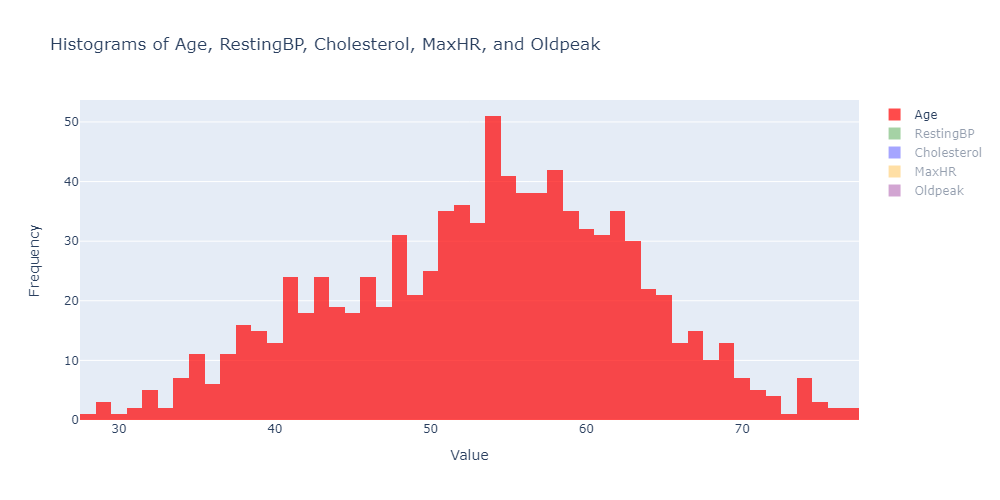 Histograms of Age, RestingBP, Cholesterol, MaxHR, and Oldpeak
50
40
30
20
10
0
Frequency
30 40 50 60 70
Value
Age
RestingBP
Cholesterol
MaxHR
Oldpeak